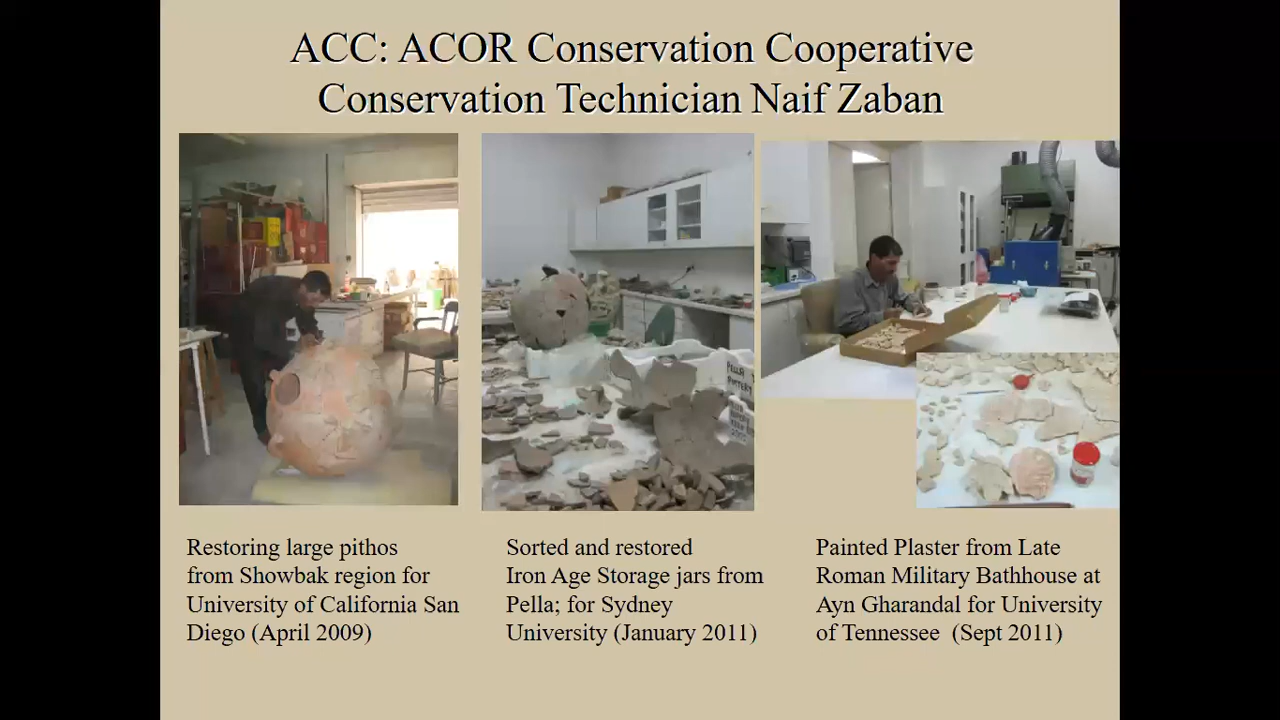 ACC: ACOR Conservation Cooperative
Conservation Technician Naif Zaban
PELLA
POTTERY
Restoring large pithos
from Showbak region for
University of California San
Diego (April 2009)
Sorted and restored
Iron Age Storage jars from
Pella; for Sydney
University (January 2011)
Painted Plaster from Late
Roman Military Bathhouse at
Ayn Gharandal for University
of Tennessee (Sept 2011)